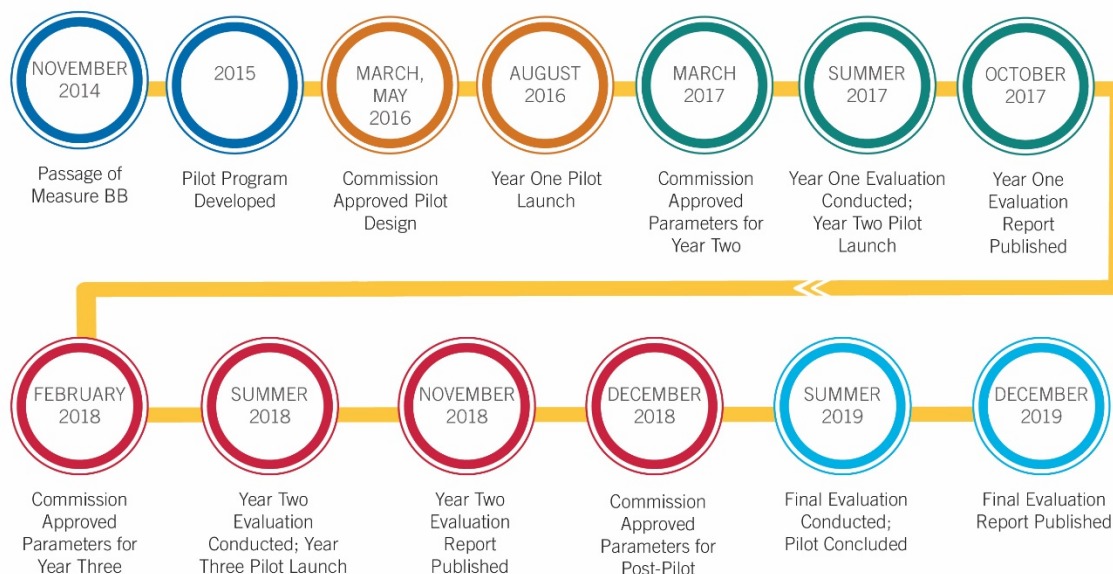 NOVEMBER
2014
2015
MARCH,
MAY
2016
AUGUST
2016
MARCH
2017
SUMMER
2017
OCTOBER
2017
Passage of
Measure BB
Pilot Program
Developed
Commission
Approved Pilot
Design
Year One Pilot
Launch
Commission
Approved
Parameters for
Year Two
Year One Evaluation
Conducted;
Year Two Pilot
Launch
Year One
Evaluation
Report
Published
FEBRUARY
2018
SUMMER
2018
NOVEMBER
2018
DECEMBER
2018
SUMMER
2019
DECEMBER
2019
Commission
Approved
Parameters for
Year Three
Year Two
Evaluation
Conducted; Year
Three Pilot Launch
Year Two
Evaluation
Report
Published
Commission
Approved
Parameters for
Post-Pilot
Final Evaluation
Conducted;
Pilot Concluded
Final Evaluation
Report Published